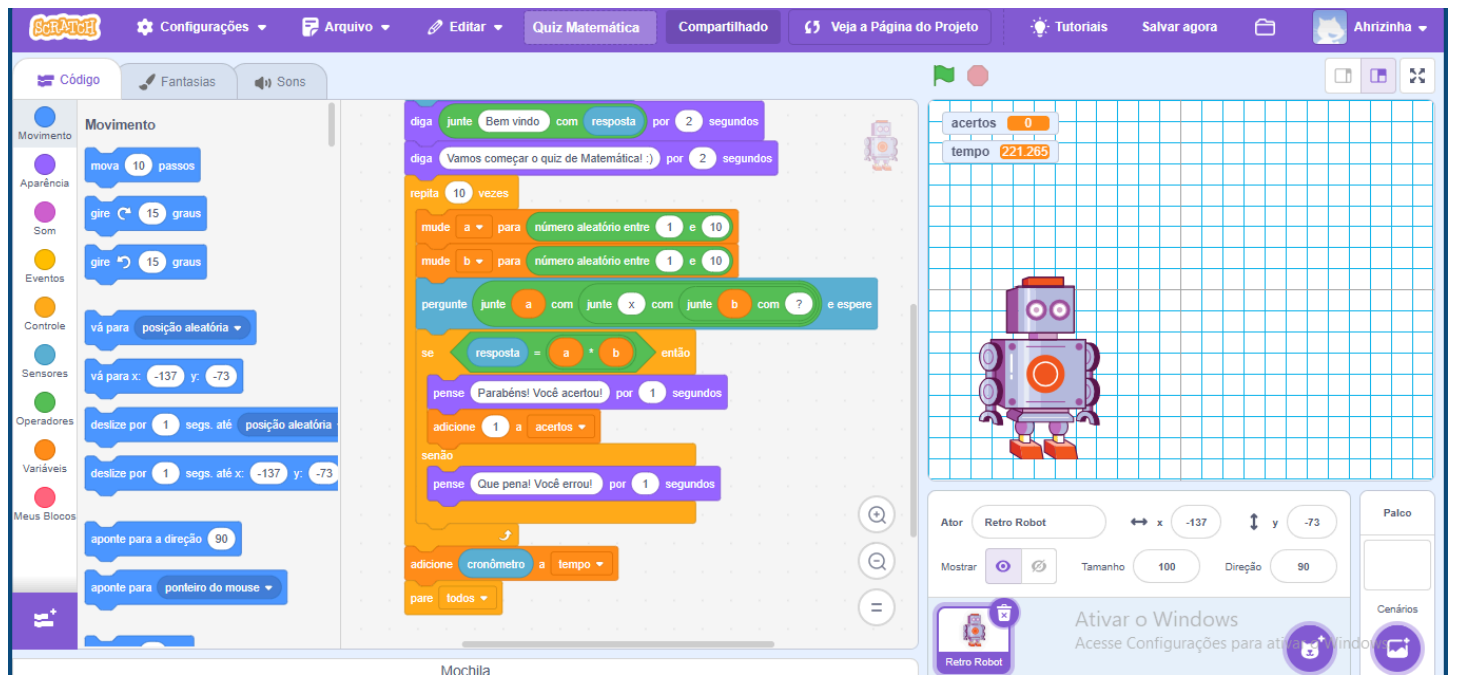 SCRATCH Configurações Arquivo Editar Quiz Matemática Compartilhado Veja a Página do Projeto Tutoriais Salvar agora Ahrizinha
Código Fantasias Sons
Movimento
Aparência
Som
Eventos
Controle
Sensores
Operadores
Variáveis
Meus Blocos
Movimento
mova 10 passos
gire 15 graus
gire 15 graus
vá para posição aleatória
vá para x: -137 y: -73
deslize por 1 segs. até posição aleatória
deslize por 1 segs. até x: -137 y: -73
aponte para a direção 90
aponte para ponteiro do mouse
diga junte Bem vindo com resposta por 2 segundos
diga Vamos começar o quiz de Matemática! :) por 2 segundos
repita 10 vezes
mude a para número aleatório entre 1 e 10
mude b para número aleatório entre 1 e 10
pergunte junte a com junte x com junte b com ? e espere
se resposta = a * b então
pense Parabéns! Você acertou! por 1 segundos
adicione 1 a acertos
senão
pense Que pena! Você errou! por 1 segundos
adicione cronômetro a tempo
pare todos
Mochila
acertos 0
tempo 221.265
Ator Retro Robot x -137 y -73
Mostrar Tamanho 100 Direção 90
Retro Robot
Palco
Cenários
Ativar o Windows
Acesse Configurações para ativar o Windows.